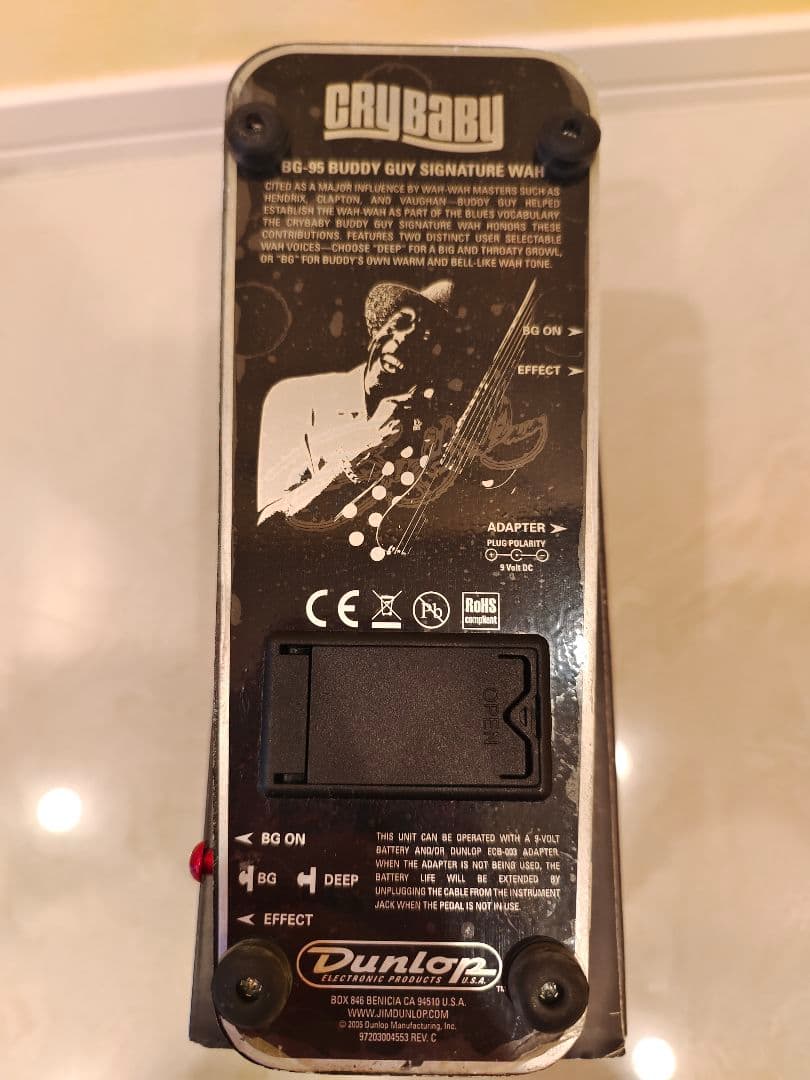 CRYBABY
BG-95 BUDDY GUY SIGNATURE WAH
CITED AS A MAJOR INFLUENCE BY WAH-WAH MASTERS SUCH AS
HENDRIX, CLAPTON, AND VAUGHAN—BUDDY GUY HELPED
ESTABLISH THE WAH-WAH AS PART OF THE BLUES VOCABULARY
THE CRYBABY BUDDY GUY SIGNATURE WAH HONORS THESE
CONTRIBUTIONS. FEATURES TWO DISTINCT USER SELECTABLE
WAH VOICES—CHOOSE "DEEP" FOR A BIG AND THROATY GROWL,
OR "BG" FOR BUDDY'S OWN WARM AND BELL-LIKE WAH TONE.
BG ON
EFFECT
ADAPTER
PLUG POLARITY
9 Volt DC
CE
Pb
RoHS
compliant
OPEN
BG ON
BG DEEP
EFFECT
THIS UNIT CAN BE OPERATED WITH A 9-VOLT
BATTERY AND/OR DUNLOP ECB-003 ADAPTER.
WHEN THE ADAPTER IS NOT BEING USED, THE
BATTERY LIFE WILL BE EXTENDED BY
UNPLUGGING THE CABLE FROM THE INSTRUMENT
JACK WHEN THE PEDAL IS NOT IN USE.
Dunlop
ELECTRONIC PRODUCTS U.S.A.
TM
BOX 846 BENICIA CA 94510 U.S.A.
WWW.JIMDUNLOP.COM
© 2005 Dunlop Manufacturing, Inc.
97203004553 REV. C